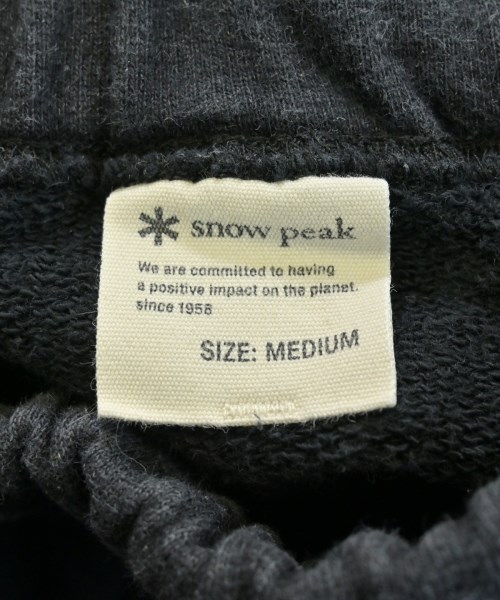 snow peak
We are committed to having
a positive impact on the planet.
since 1958
SIZE: MEDIUM